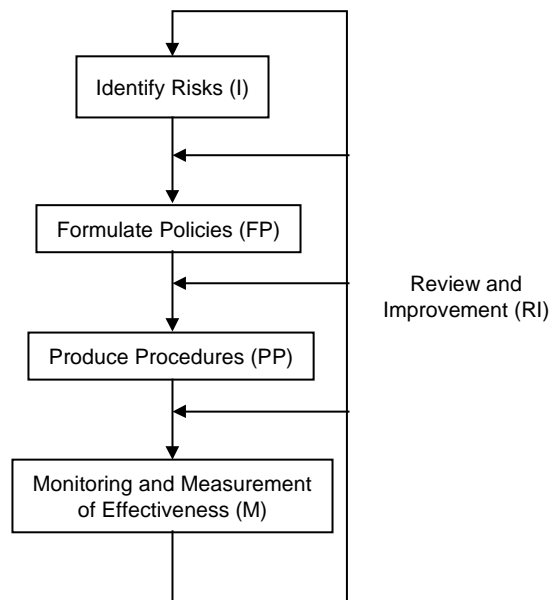 Identify Risks (I)
Formulate Policies (FP)
Review and
Improvement (RI)
Produce Procedures (PP)
Monitoring and Measurement
of Effectiveness (M)